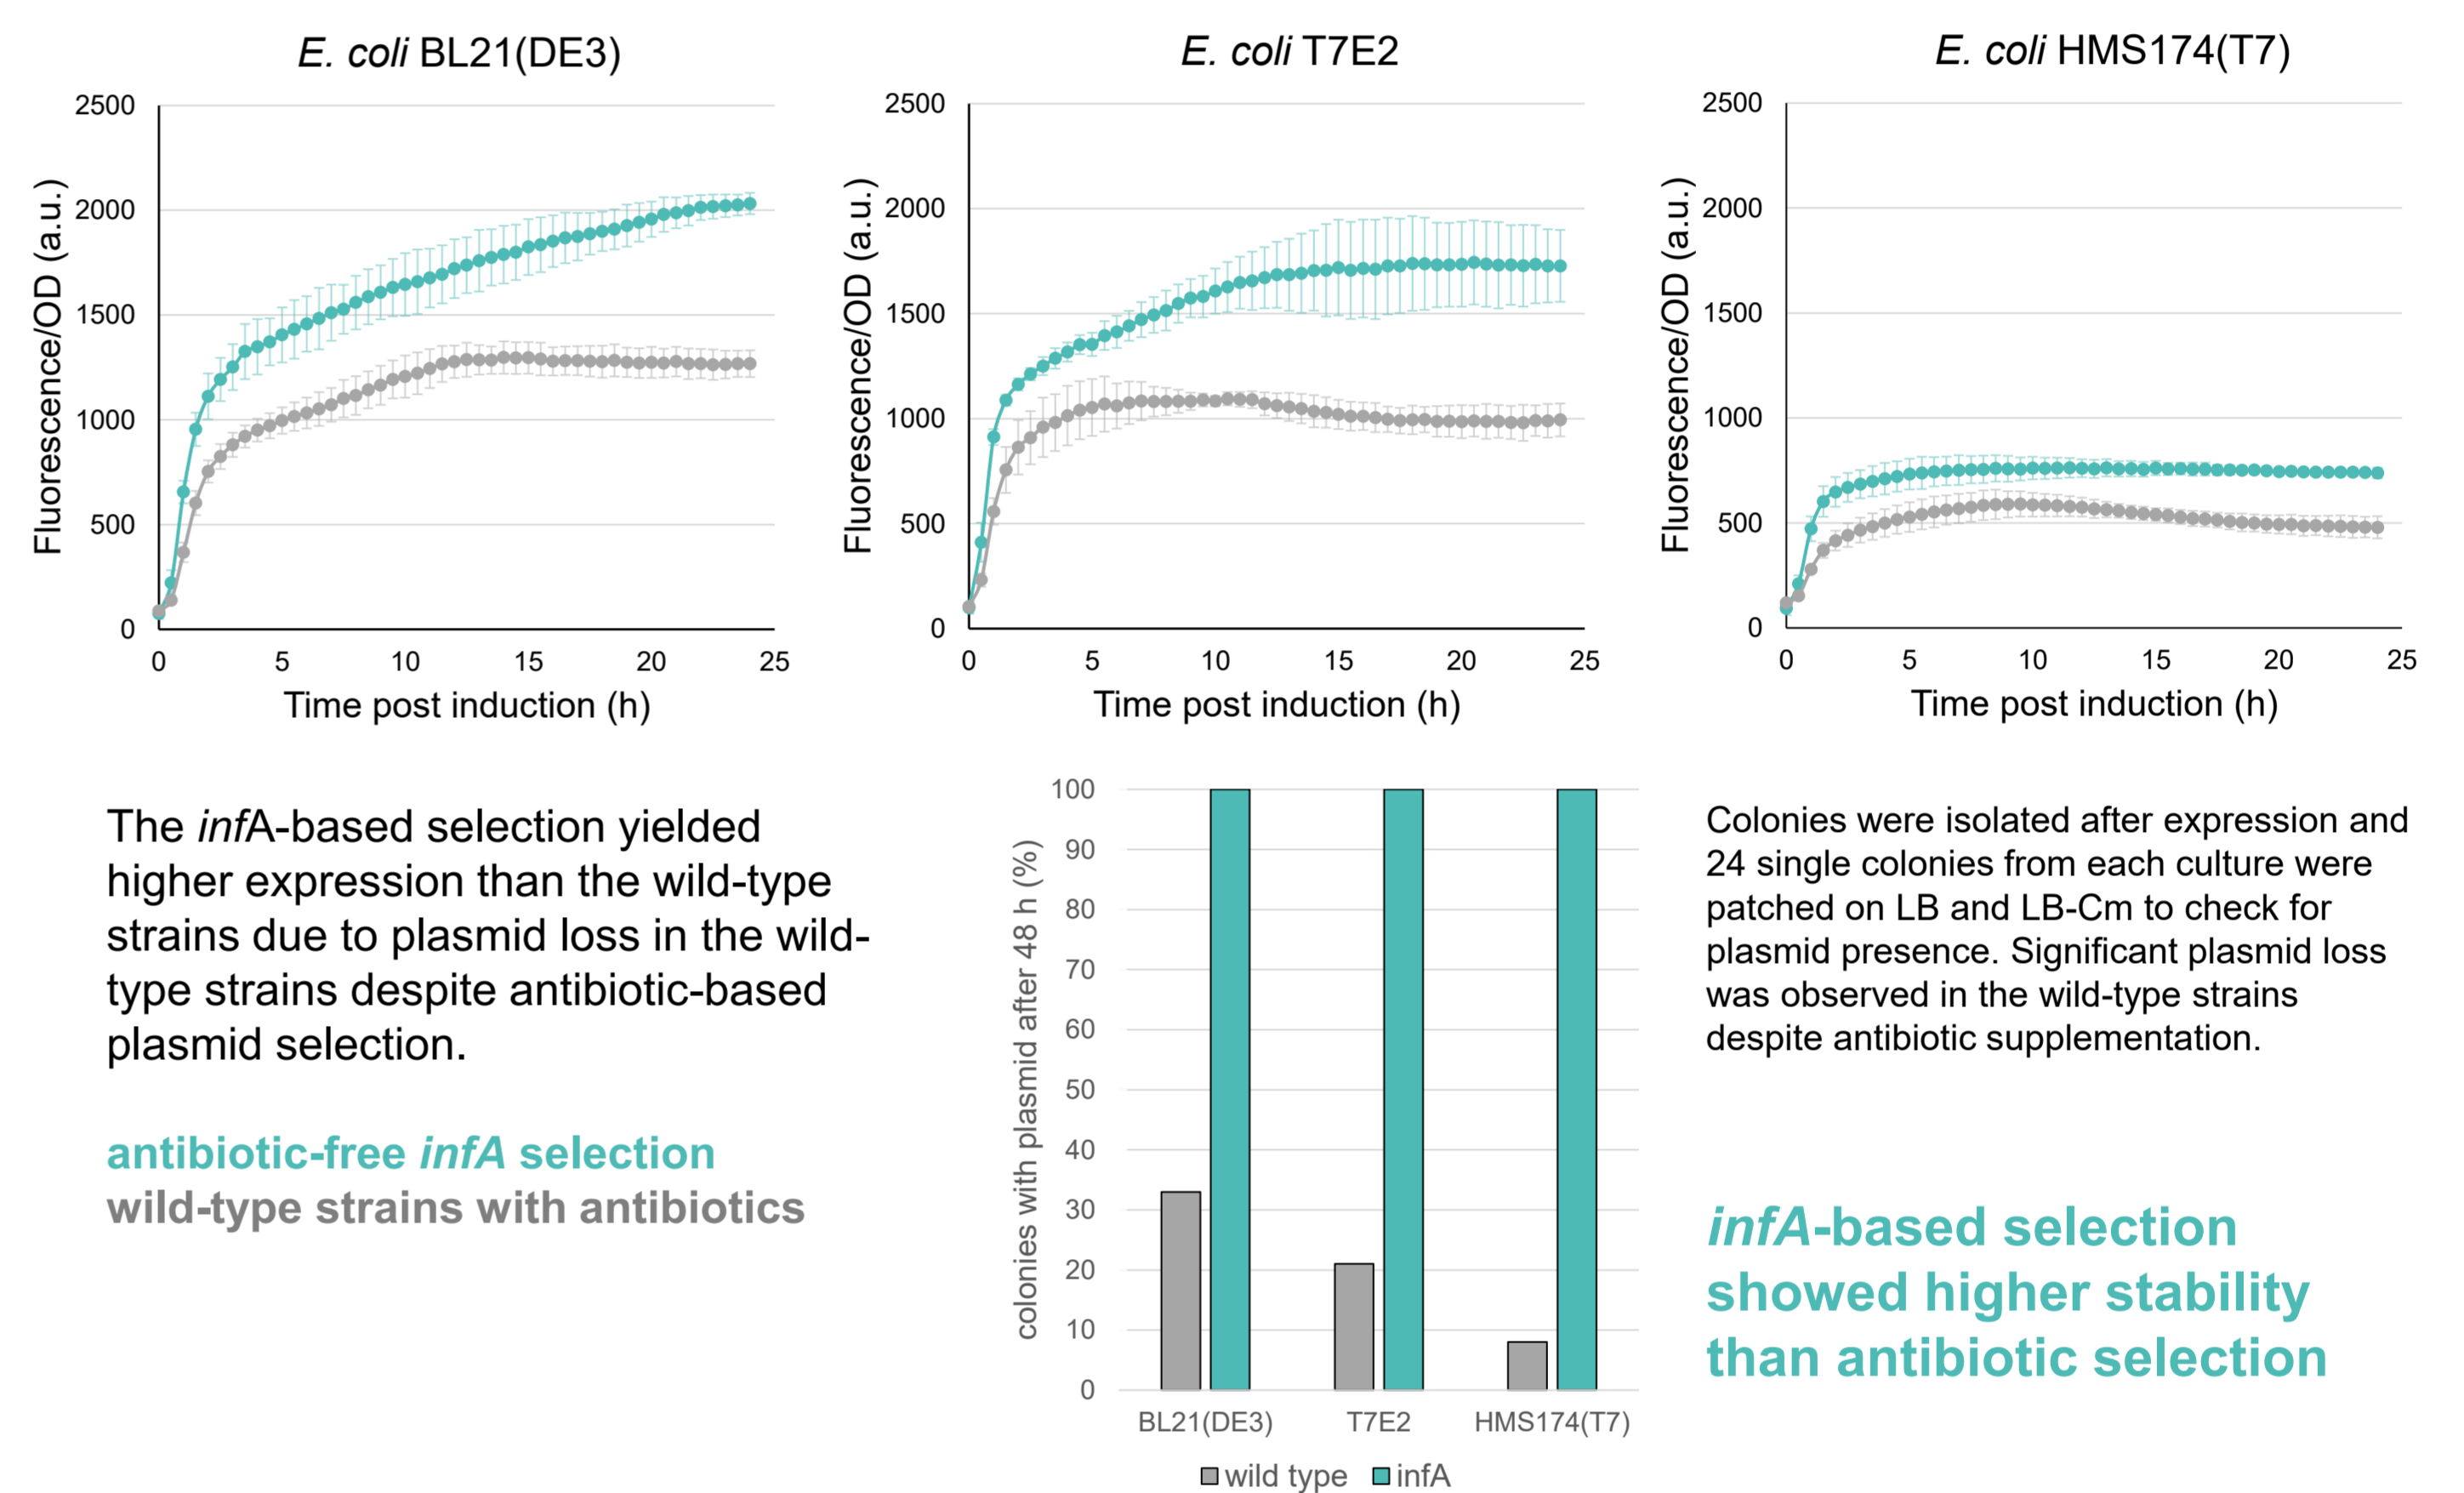 E. coli BL21(DE3)
2500
2000
1500
1000
500
0
0 5 10 15 20 25
Fluorescence/OD (a.u.)
Time post induction (h)
E. coli T7E2
2500
2000
1500
1000
500
0
0 5 10 15 20 25
Fluorescence/OD (a.u.)
Time post induction (h)
E. coli HMS174(T7)
2500
2000
1500
1000
500
0
0 5 10 15 20 25
Fluorescence/OD (a.u.)
Time post induction (h)
The infA-based selection yielded
higher expression than the wild-type
strains due to plasmid loss in the wild-
type strains despite antibiotic-based
plasmid selection.
antibiotic-free infA selection
wild-type strains with antibiotics
colonies with plasmid after 48 h (%)
100
90
80
70
60
50
40
30
20
10
0
BL21(DE3) T7E2 HMS174(T7)
wild type infA
Colonies were isolated after expression and
24 single colonies from each culture were
patched on LB and LB-Cm to check for
plasmid presence. Significant plasmid loss
was observed in the wild-type strains
despite antibiotic supplementation.
infA-based selection
showed higher stability
than antibiotic selection